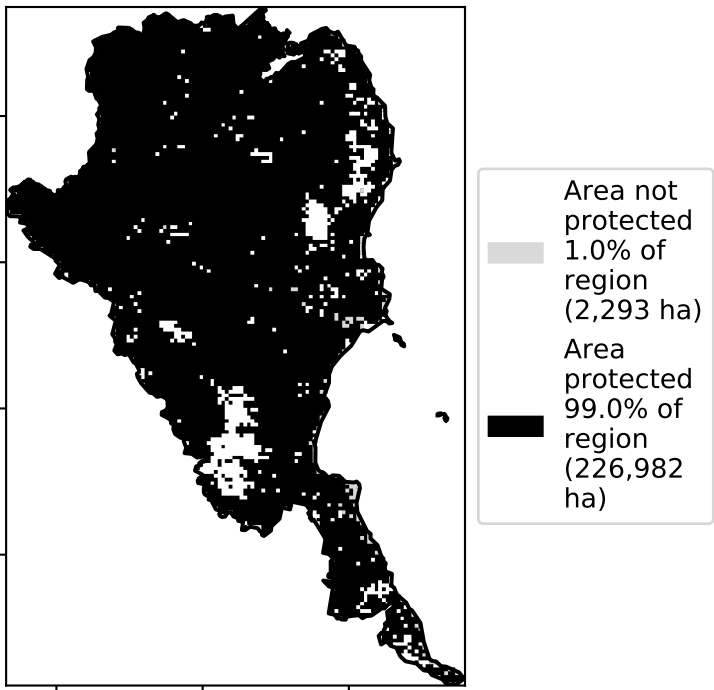 Area not
protected
1.0% of
region
(2,293 ha)
Area
protected
99.0% of
region
(226,982
ha)